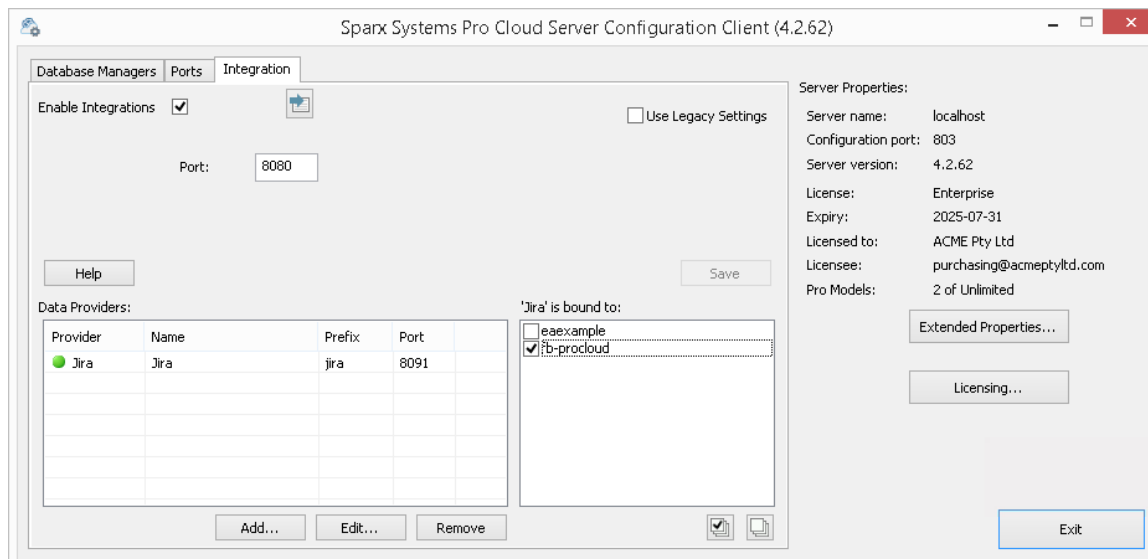 Sparx Systems Pro Cloud Server Configuration Client (4.2.62)
Database Managers Ports Integration
Enable Integrations
Use Legacy Settings
Port: 8080
Help
Save
Data Providers:
Provider Name Prefix Port
Jira Jira jira 8091
Add... Edit... Remove
'Jira' is bound to:
eaexample
fb-procloud
Server Properties:
Server name: localhost
Configuration port: 803
Server version: 4.2.62
License: Enterprise
Expiry: 2025-07-31
Licensed to: ACME Pty Ltd
Licensee: purchasing@acmeptyltd.com
Pro Models: 2 of Unlimited
Extended Properties...
Licensing...
Exit